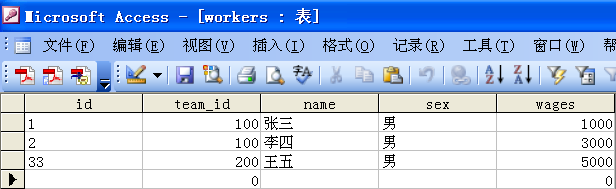 Microsoft Access - [workers : 表]
文件(F) 编辑(E) 视图(V) 插入(I) 格式(O) 记录(R) 工具(T) 窗口(W) 帮
id team_id name sex wages
1 100 张三 男 1000
2 100 李四 男 3000
33 200 王五 男 5000
0 0